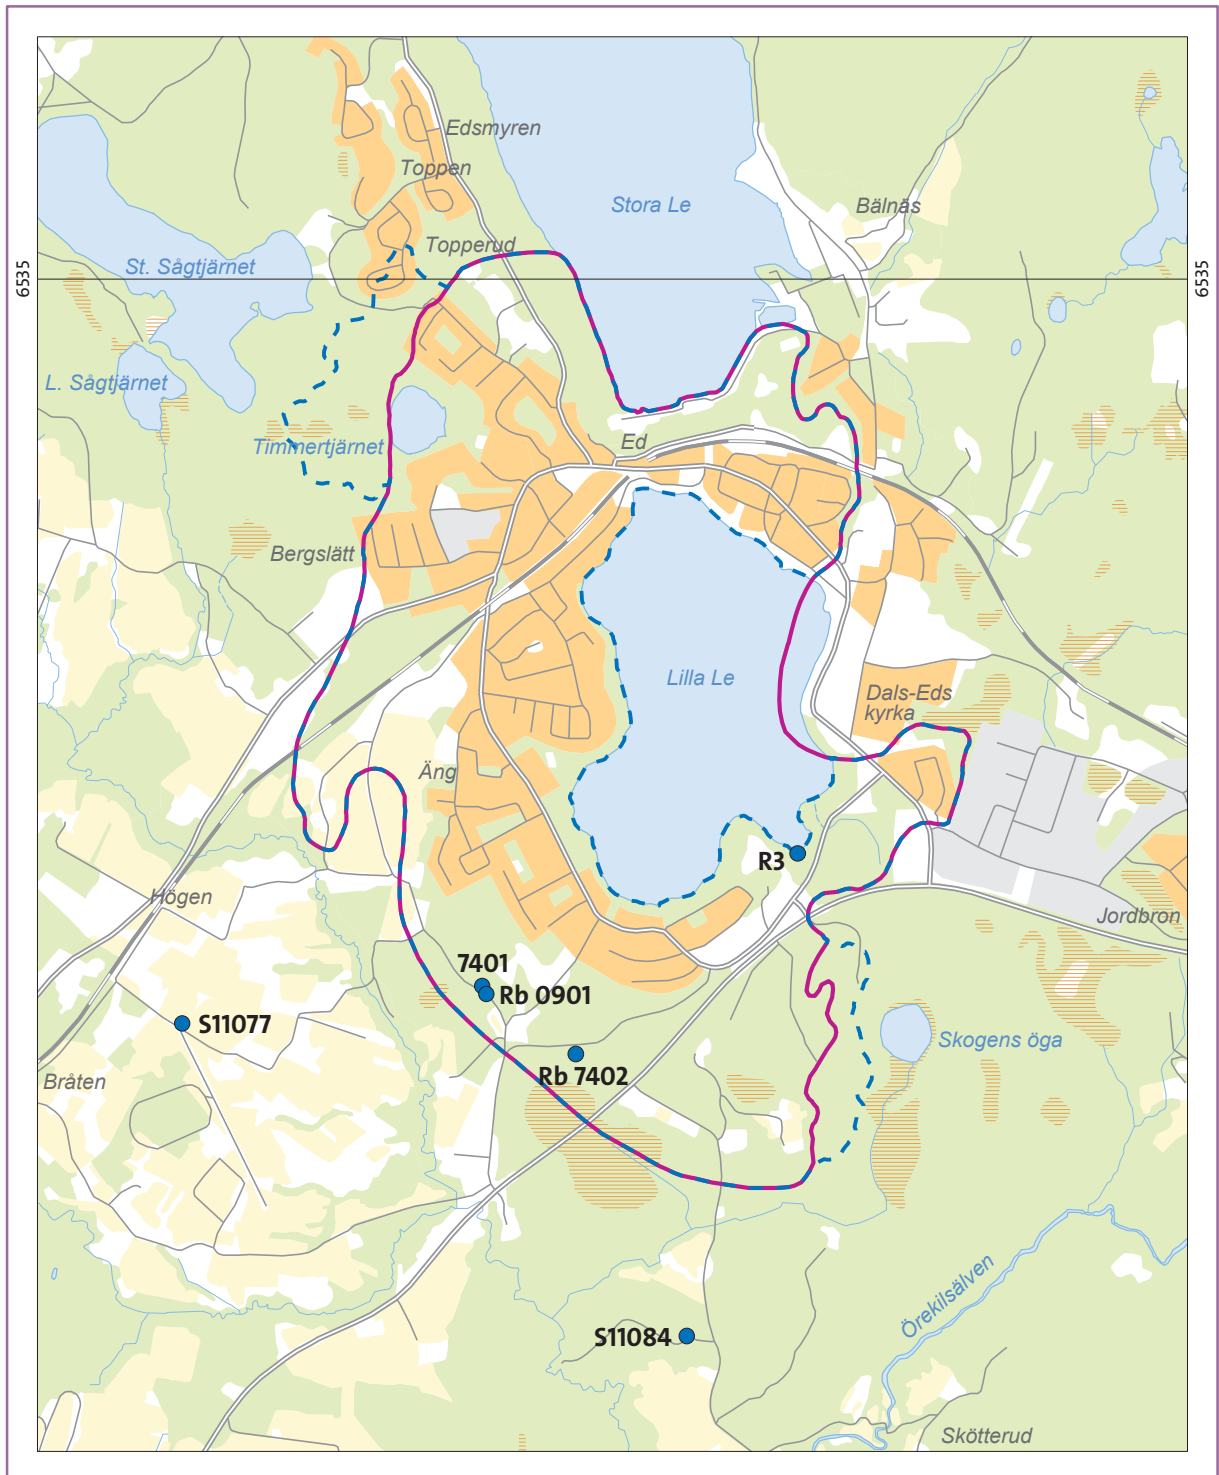 Edsmyren
Toppen
Stora Le
Bälnäs
Topperud
St. Sågtjärnet
6535
6535
L. Sågtjärnet
Timmertjärnet
Ed
Bergslätt
Lilla Le
Dals-Eds
kyrka
Äng
R3
Högen
Jordbron
7401
Rb 0901
S11077
Skogens öga
Rb 7402
Bråten
Örekilsälven
S11084
Skötterud